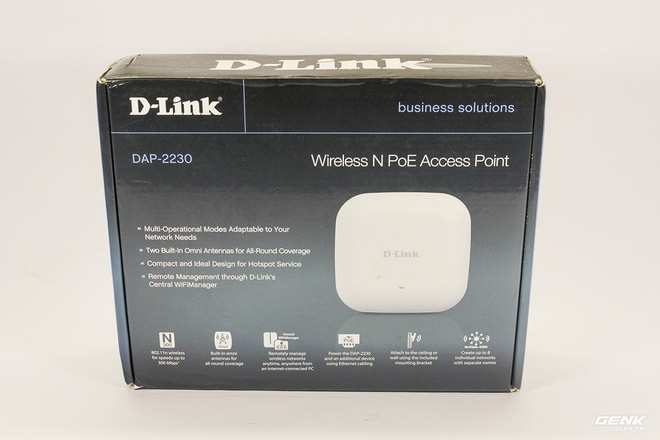 D-Link
D-Link
business solutions
DAP-2230
Wireless N PoE Access Point
Multi-Operational Modes Adaptable to Your
Network Needs
Two Built-In Omni Antennas for All-Round Coverage
Compact and Ideal Design for Hotspot Service
Remote Management through D-Link's
Central WiFiManager
D-Link
N
300
802.11n wireless
for speeds up to
300 Mbps
Built-in omni
antennas for
all-round coverage
Central
WiFiManager
Remotely manage
wireless networks
anytime, anywhere from
an internet-connected PC
PoE
Power the DAP-2230
and an additional device
using Ethernet cabling
Attach to the ceiling or
wall using the included
mounting bracket
Create up to 8
individual networks
with separate names
GENK